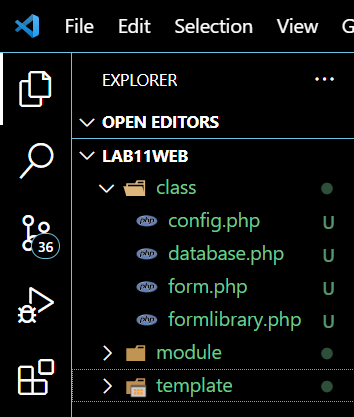 File Edit Selection View G
EXPLORER ...
OPEN EDITORS
LAB11WEB
class
php config.php U
36
php database.php U
php form.php U
php formlibrary.php U
module
template